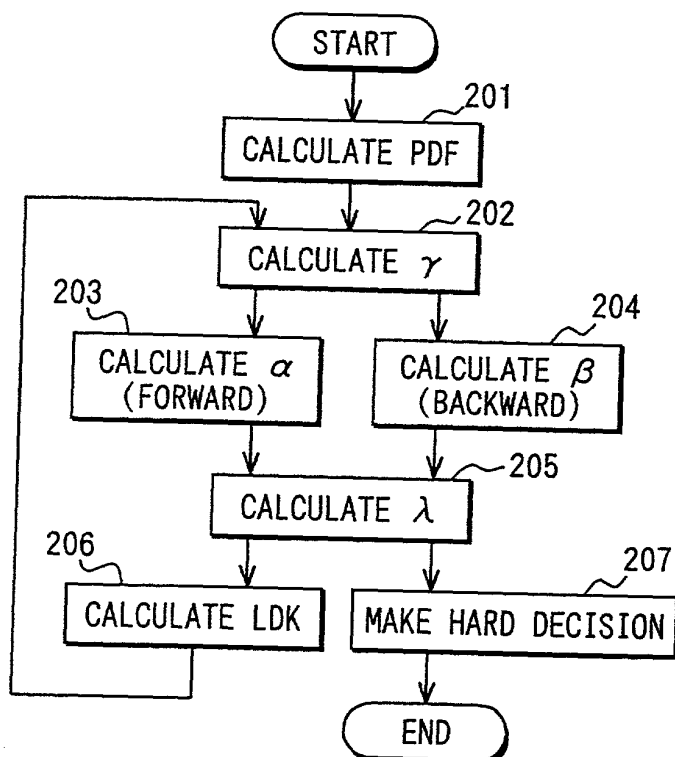 START
201
CALCULATE PDF
202
CALCULATE γ
203
CALCULATE α
(FORWARD)
204
CALCULATE β
(BACKWARD)
205
CALCULATE λ
206
CALCULATE LDK
207
MAKE HARD DECISION
END